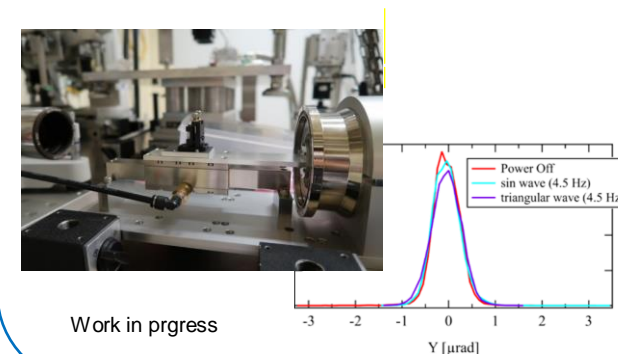 Power Off
sin wave (4.5 Hz)
triangular wave (4.5 Hz
-3 -2 -1 0 1 2 3
Y [µrad]
Work in prgress